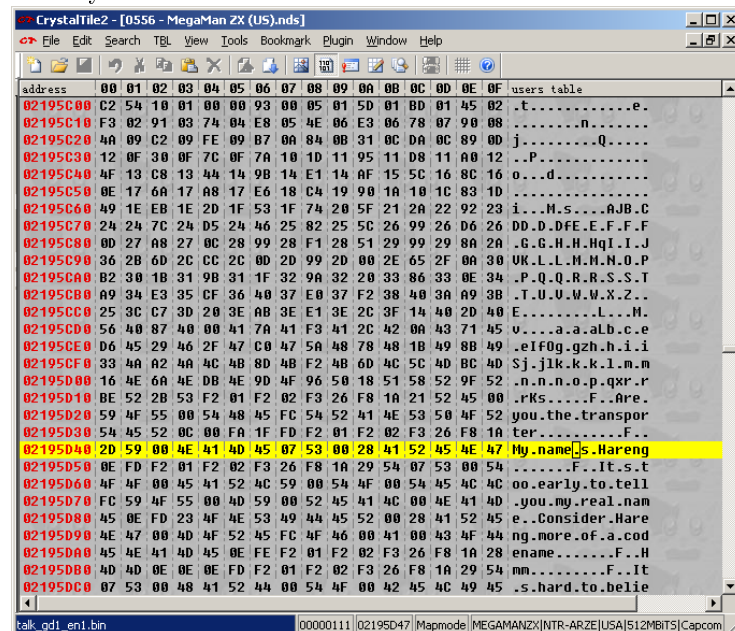 CrystalTile2 - [0556 - MegaMan ZX (US).nds]
File Edit Search TBL View Tools Bookmark Plugin Window Help
address 00 01 02 03 04 05 06 07 08 09 0A 0B 0C 0D 0E 0F users table
02195C00 C2 54 10 01 00 00 93 00 05 01 5D 01 BD 01 45 02 .t............e.
02195C10 F3 02 91 03 74 04 E8 05 4E 06 E3 06 78 07 90 08 ........n.......
02195C20 4A 09 C2 09 FE 09 B7 0A 84 0B 31 0C DA 0C 89 0D j.........Q.....
02195C30 12 0F 30 0F 7C 0F 7A 10 1D 11 95 11 D8 11 A0 12 ..P.............
02195C40 4F 13 C8 13 44 14 9B 14 E1 14 AF 15 5C 16 8C 16 o...d...........
02195C50 0E 17 6A 17 A8 17 E6 18 C4 19 90 1A 10 1C 83 1D ................
02195C60 49 1E EB 1E 2D 1F 53 1F 74 20 5F 21 2A 22 92 23 i...M.s....AJB.C
02195C70 24 24 7C 24 D5 24 46 25 82 25 5C 26 99 26 D6 26 DD.D.DfE.E.F.F.F
02195C80 0D 27 A8 27 0C 28 99 28 F1 28 51 29 99 29 8A 2A .G.G.H.H.HqI.I.J
02195C90 36 2B 6D 2C CC 2C 0D 2D 99 2D 00 2E 65 2F 0A 30 VK.L.L.M.M.N.O.P
02195CA0 B2 30 1B 31 9B 31 1F 32 9A 32 20 33 86 33 0E 34 .P.Q.Q.R.R.S.S.T
02195CB0 A9 34 E3 35 CF 36 40 37 E0 37 F2 38 40 3A A9 3B .T.U.V.W.W.X.Z..
02195CC0 25 3C C7 3D 20 3E AB 3E E1 3E 2C 3F 14 40 2D 40 E.........L...M.
02195CD0 56 40 87 40 00 41 7A 41 F3 41 2C 42 0A 43 71 45 v....a.a.aLb.c.e
02195CE0 D6 45 29 46 2F 47 C0 47 5A 48 78 48 1B 49 8B 49 .eIfOg.gzh.h.i.i
02195CF0 33 4A A2 4A 4C 4B 8D 4B F2 4B 6D 4C 5C 4D BC 4D Sj.jlk.k.k.l.m.m
02195D00 16 4E 6A 4E DB 4E 9D 4F 96 50 18 51 58 52 9F 52 .n.n.n.o.p.qxr.r
02195D10 BE 52 2B 53 F2 01 F2 02 F3 26 F8 1A 21 52 45 00 .rKs.....F..Are.
02195D20 59 4F 55 00 54 48 45 FC 54 52 41 4E 53 50 4F 52 you.the.transpor
02195D30 54 45 52 0C 00 FA 1F FD F2 01 F2 02 F3 26 F8 1A ter..........F..
02195D40 2D 59 00 4E 41 4D 45 07 53 00 28 41 52 45 4E 47 My.name.s.Hareng
02195D50 0E FD F2 01 F2 02 F3 26 F8 1A 29 54 07 53 00 54 .......F..It.s.t
02195D60 4F 4F 00 45 41 52 4C 59 00 54 4F 00 54 45 4C 4C oo.early.to.tell
02195D70 FC 59 4F 55 00 4D 59 00 52 45 41 4C 00 4E 41 4D .you.my.real.nam
02195D80 45 0E FD 23 4F 4E 53 49 44 45 52 00 28 41 52 45 e..Consider.Hare
02195D90 4E 47 00 4D 4F 52 45 FC 4F 46 00 41 00 43 4F 44 ng.more.of.a.cod
02195DA0 45 4E 41 4D 45 0E FE F2 01 F2 02 F3 26 F8 1A 28 ename.......F..H
02195DB0 4D 4D 0E 0E 0E FD F2 01 F2 02 F3 26 F8 1A 29 54 mm.........F..It
02195DC0 07 53 00 48 41 52 44 00 54 4F 00 42 45 4C 49 45 .s.hard.to.belie
talk_gd1_en1.bin 00000111 02195D47 Mapmode MEGAMANZX|NTR-ARZE|USA|512MBiTS|Capcom